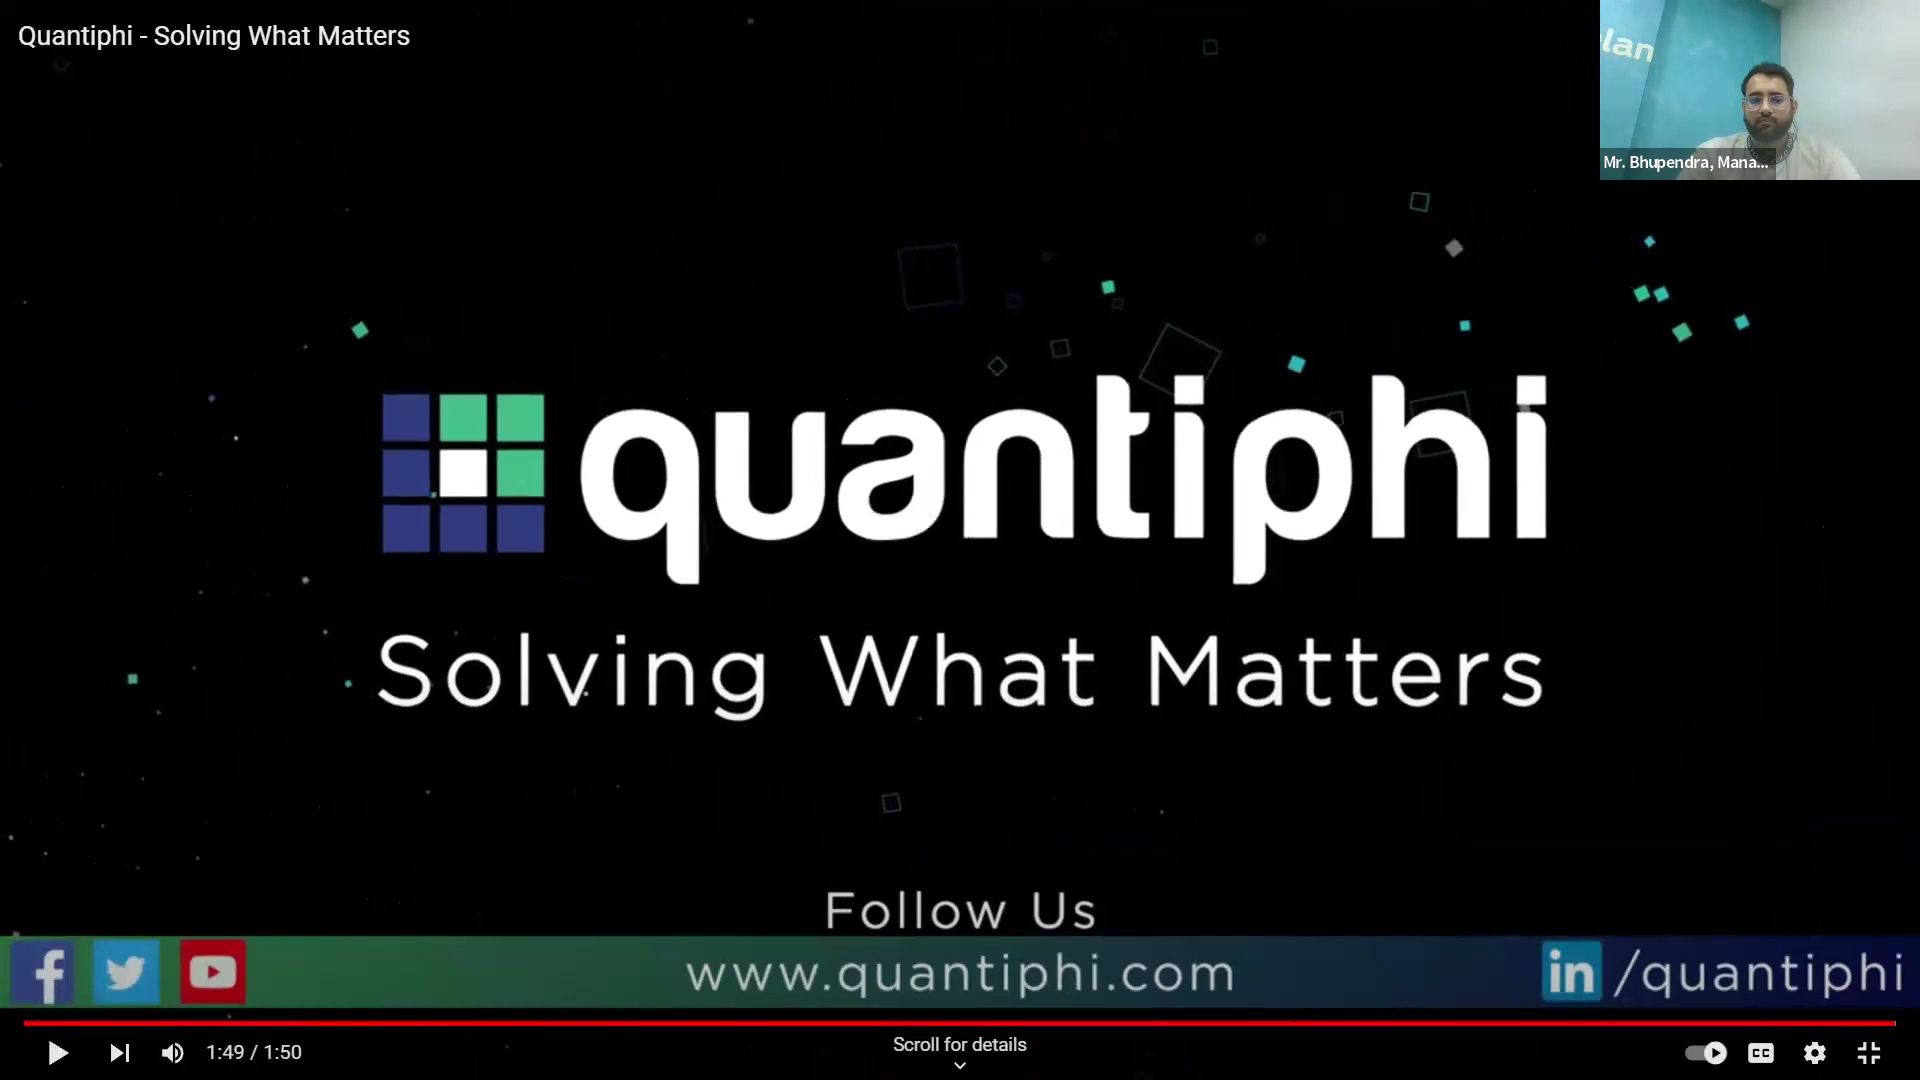 Quantiphi - Solving What Matters
lan
Mr. Bhupendra, Mana...
quantiphi
Solving What Matters
Follow Us
www.quantiphi.com
in /quantiphi
1:49 / 1:50
Scroll for details
CC